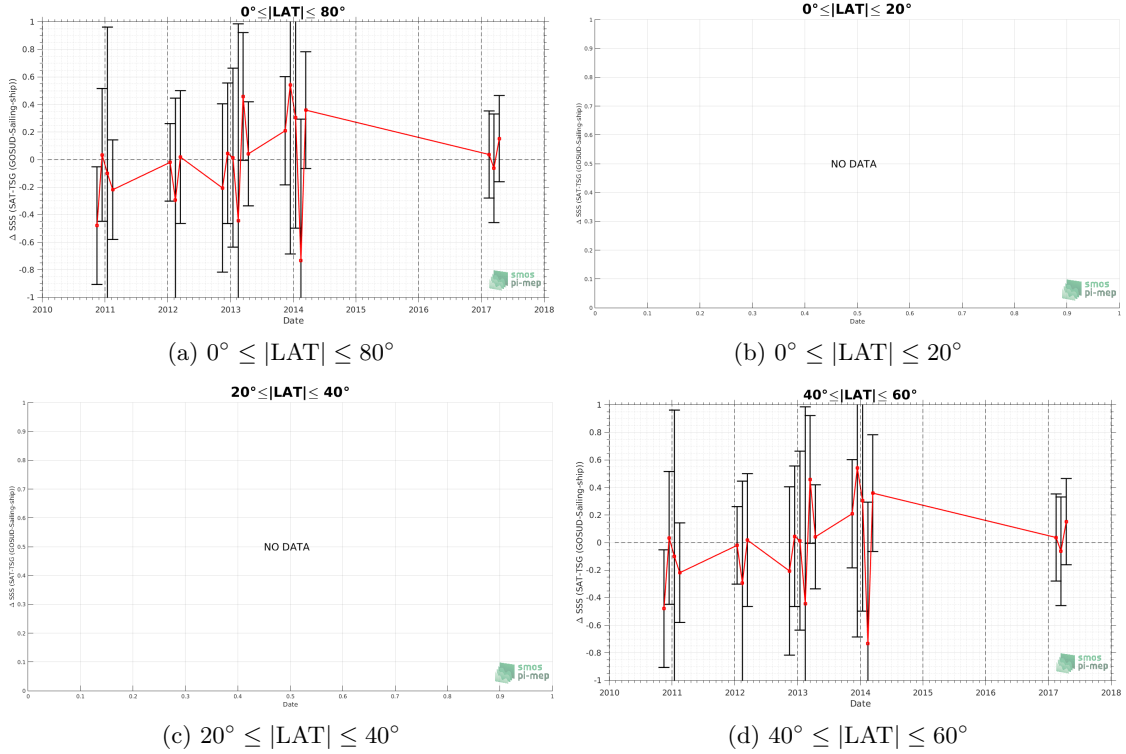 0°≤|LAT|≤ 80°
Δ SSS (SAT-TSG (GOSUD-Sailing-ship))
1
0.8
0.6
0.4
0.2
0
-0.2
-0.4
-0.6
-0.8
-1
2010 2011 2012 2013 2014 2015 2016 2017 2018
Date
smos
pi-mep
(a) 0° ≤ |LAT| ≤ 80°
0°≤|LAT|≤ 20°
Δ SSS (SAT-TSG (GOSUD-Sailing-ship))
1
0.9
0.8
0.7
0.6
0.5
0.4
0.3
0.2
0.1
0
NO DATA
0 0.1 0.2 0.3 0.4 0.5 0.6 0.7 0.8 0.9 1
Date
smos
pi-mep
(b) 0° ≤ |LAT| ≤ 20°
20°≤|LAT|≤ 40°
Δ SSS (SAT-TSG (GOSUD-Sailing-ship))
1
0.9
0.8
0.7
0.6
0.5
0.4
0.3
0.2
0.1
0
NO DATA
0 0.1 0.2 0.3 0.4 0.5 0.6 0.7 0.8 0.9 1
Date
smos
pi-mep
(c) 20° ≤ |LAT| ≤ 40°
40°≤|LAT|≤ 60°
Δ SSS (SAT-TSG (GOSUD-Sailing-ship))
1
0.8
0.6
0.4
0.2
0
-0.2
-0.4
-0.6
-0.8
-1
2010 2011 2012 2013 2014 2015 2016 2017 2018
Date
smos
pi-mep
(d) 40° ≤ |LAT| ≤ 60°